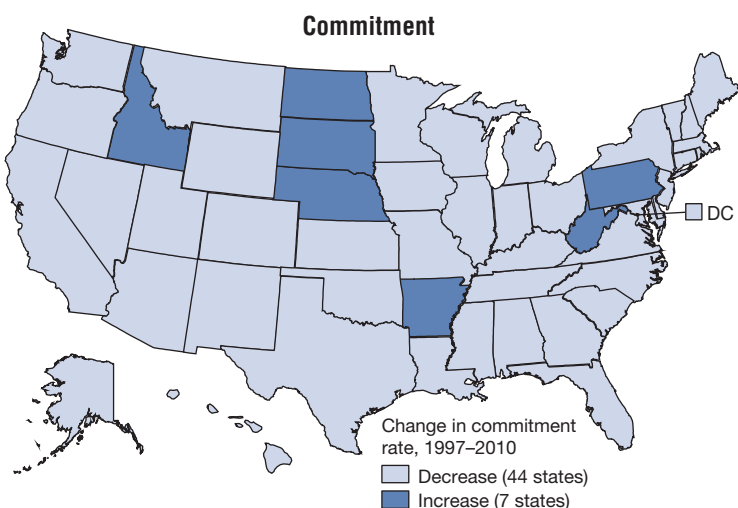 Commitment
DC
Change in commitment
rate, 1997–2010
Decrease (44 states)
Increase (7 states)